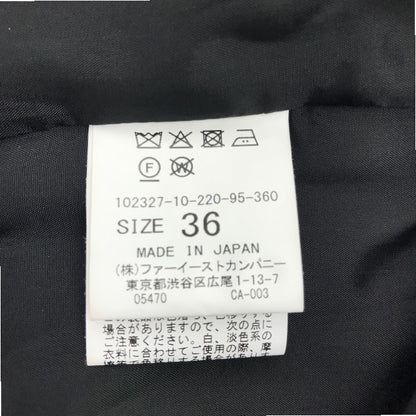 F W
102327-10-220-95-360
SIZE 36
MADE IN JAPAN
(株)ファーイーストカンパニー
東京都渋谷区広尾1-13-7
05470 CA-003
場合がありますので、次の点に
ご注意ください。白、淡色系の
衣料に合わせてご使用の際、摩